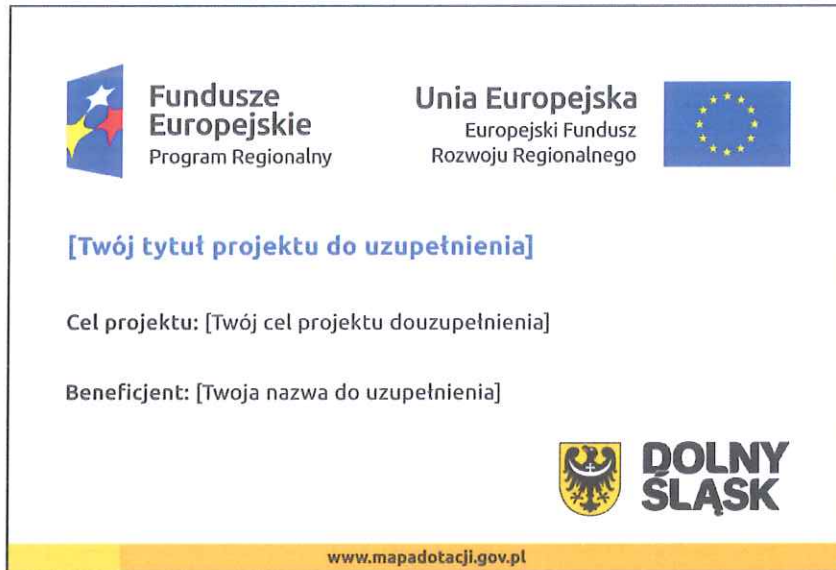 Fundusze
Europejskie
Program Regionalny
Unia Europejska
Europejski Fundusz
Rozwoju Regionalnego
[Twój tytuł projektu do uzupełnienia]
Cel projektu: [Twój cel projektu douzupełnienia]
Beneficjent: [Twoja nazwa do uzupełnienia]
DOLNY
ŚLĄSK
www.mapadotacji.gov.pl